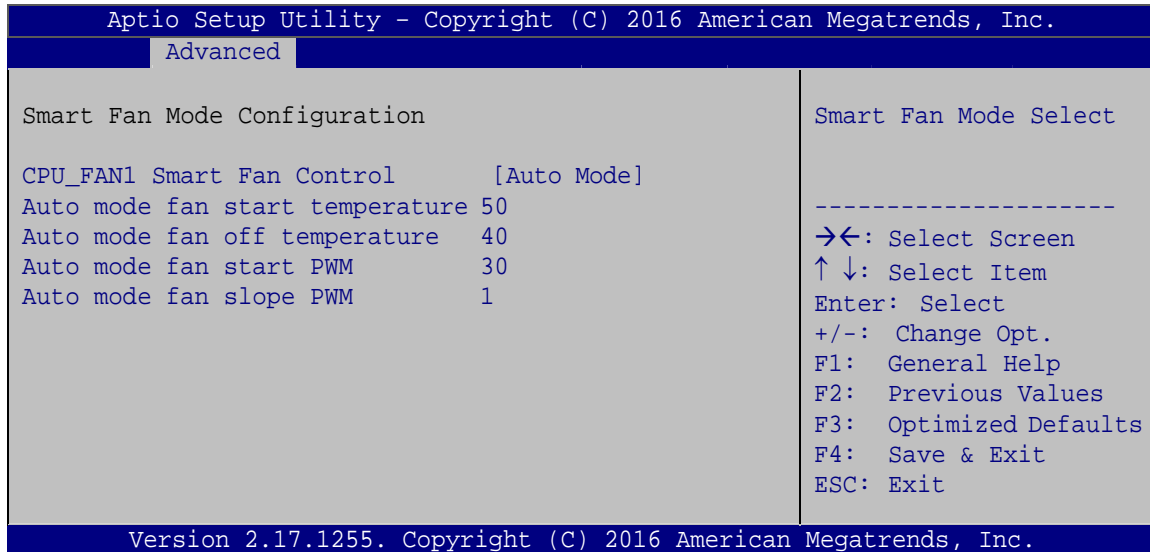 Aptio Setup Utility – Copyright (C) 2016 American Megatrends, Inc.
Advanced
Smart Fan Mode Configuration
CPU_FAN1 Smart Fan Control [Auto Mode]
Auto mode fan start temperature 50
Auto mode fan off temperature 40
Auto mode fan start PWM 30
Auto mode fan slope PWM 1
Smart Fan Mode Select
---------------------
→←: Select Screen
↑ ↓: Select Item
Enter: Select
+/-: Change Opt.
F1: General Help
F2: Previous Values
F3: Optimized Defaults
F4: Save & Exit
ESC: Exit
Version 2.17.1255. Copyright (C) 2016 American Megatrends, Inc.